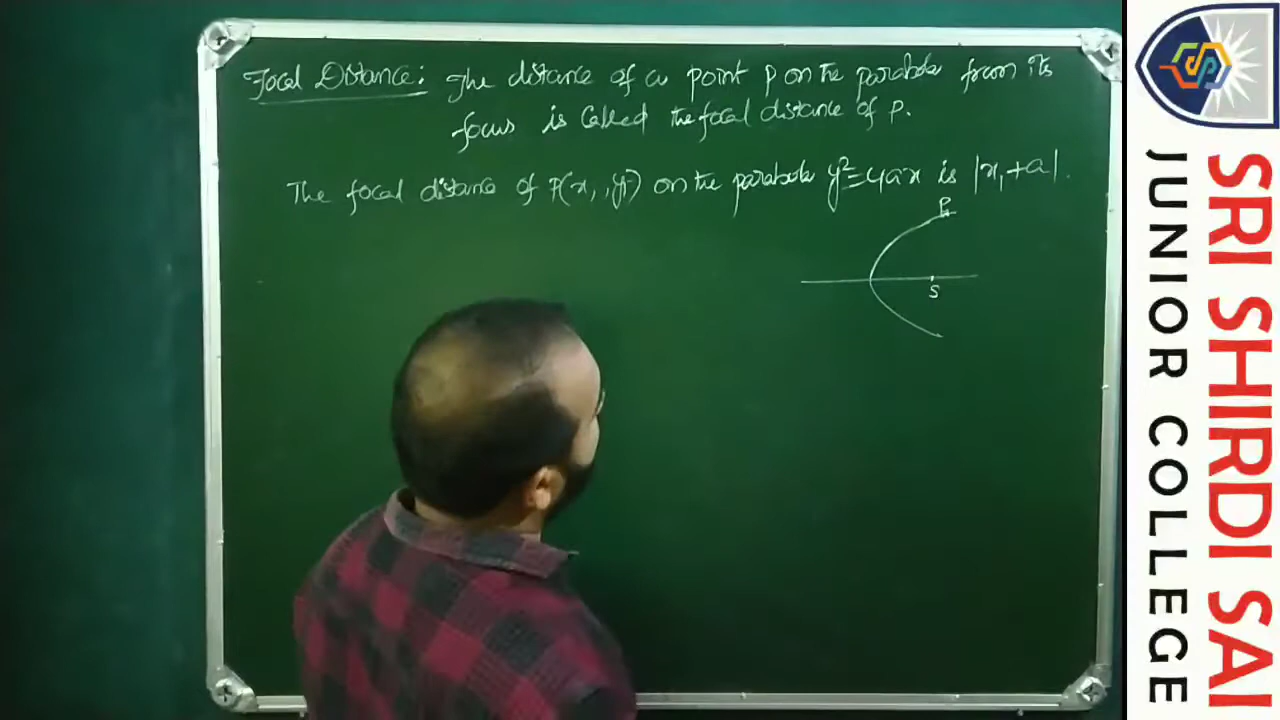 Focal Distance: The distance of a point P on the parabola from its
focus is called the focal distance of P.
The focal distance of P(x₁, y₁) on the parabola y²=4ax is |x₁+a|.
P
S
SRI SHIRDI SAI
JUNIOR COLLEGE